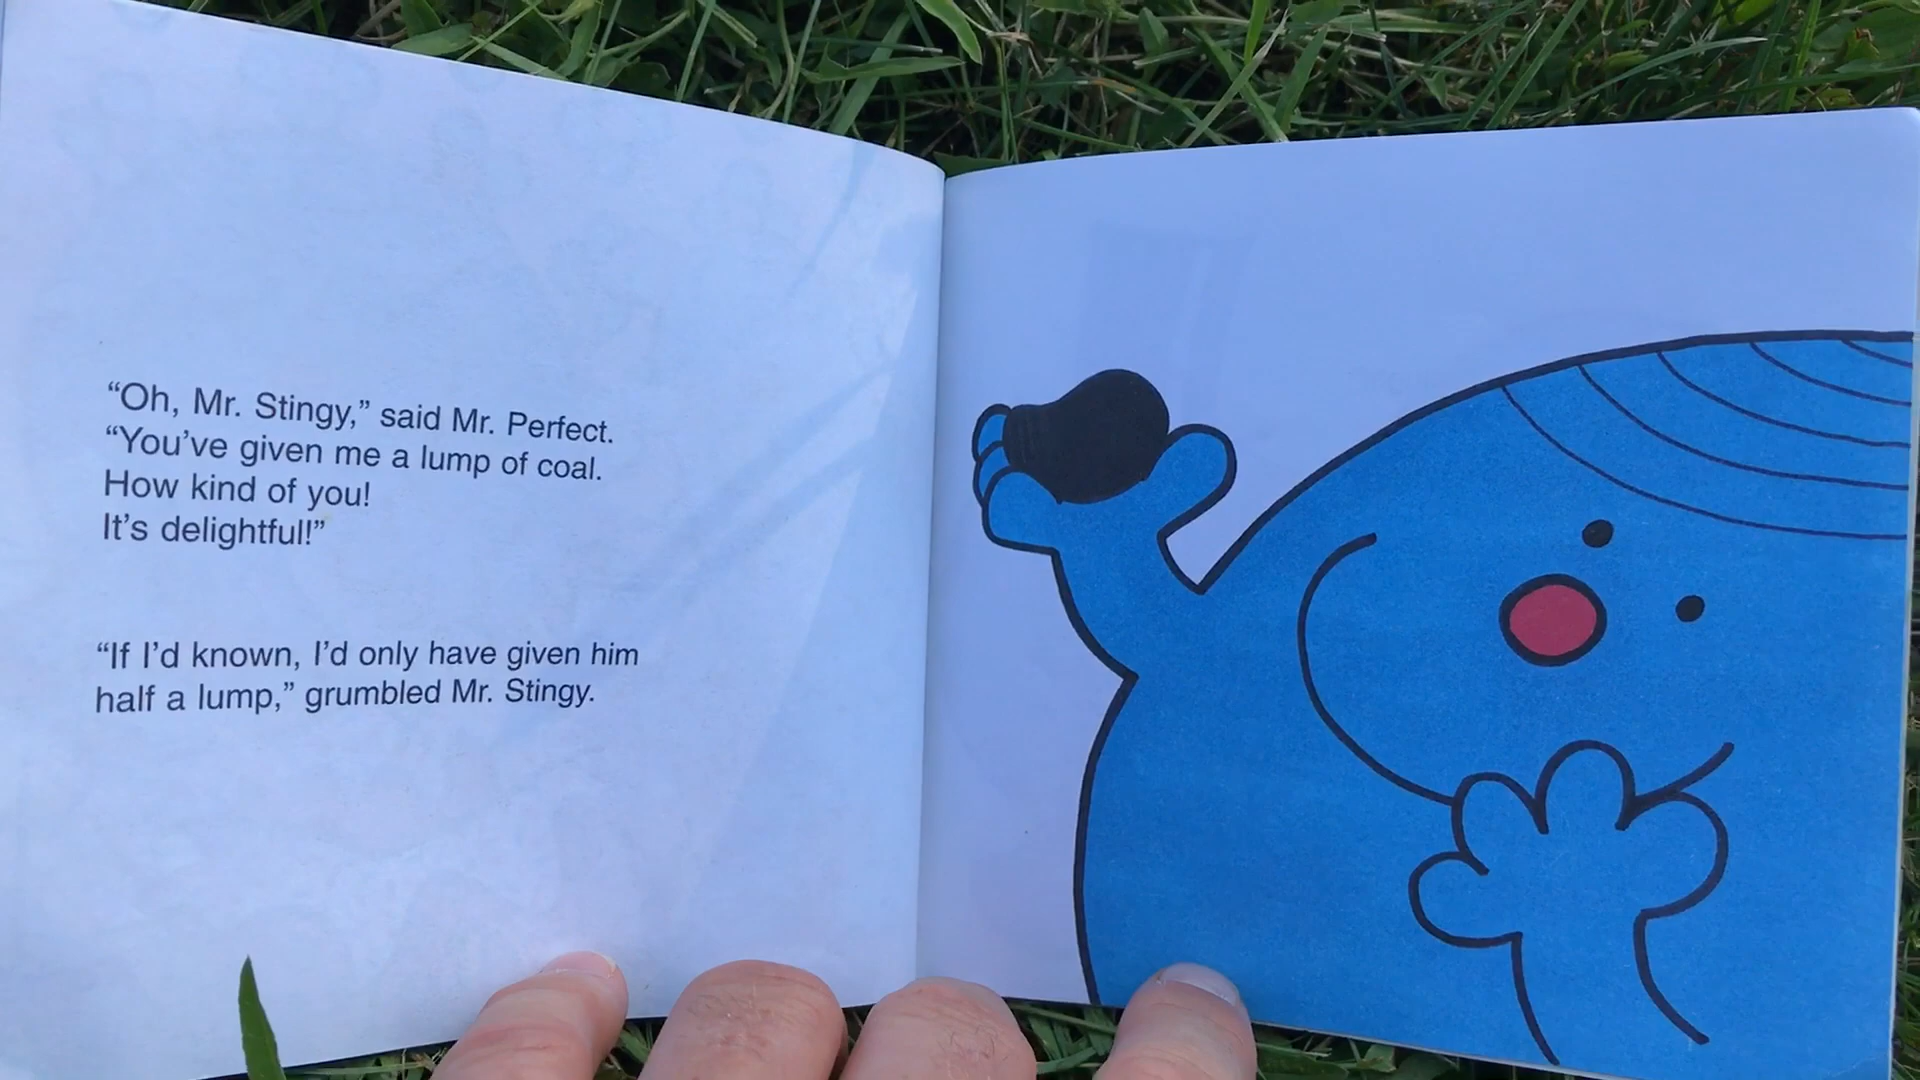 “Oh, Mr. Stingy,” said Mr. Perfect.
“You’ve given me a lump of coal.
How kind of you!
It’s delightful!”
“If I’d known, I’d only have given him
half a lump,” grumbled Mr. Stingy.